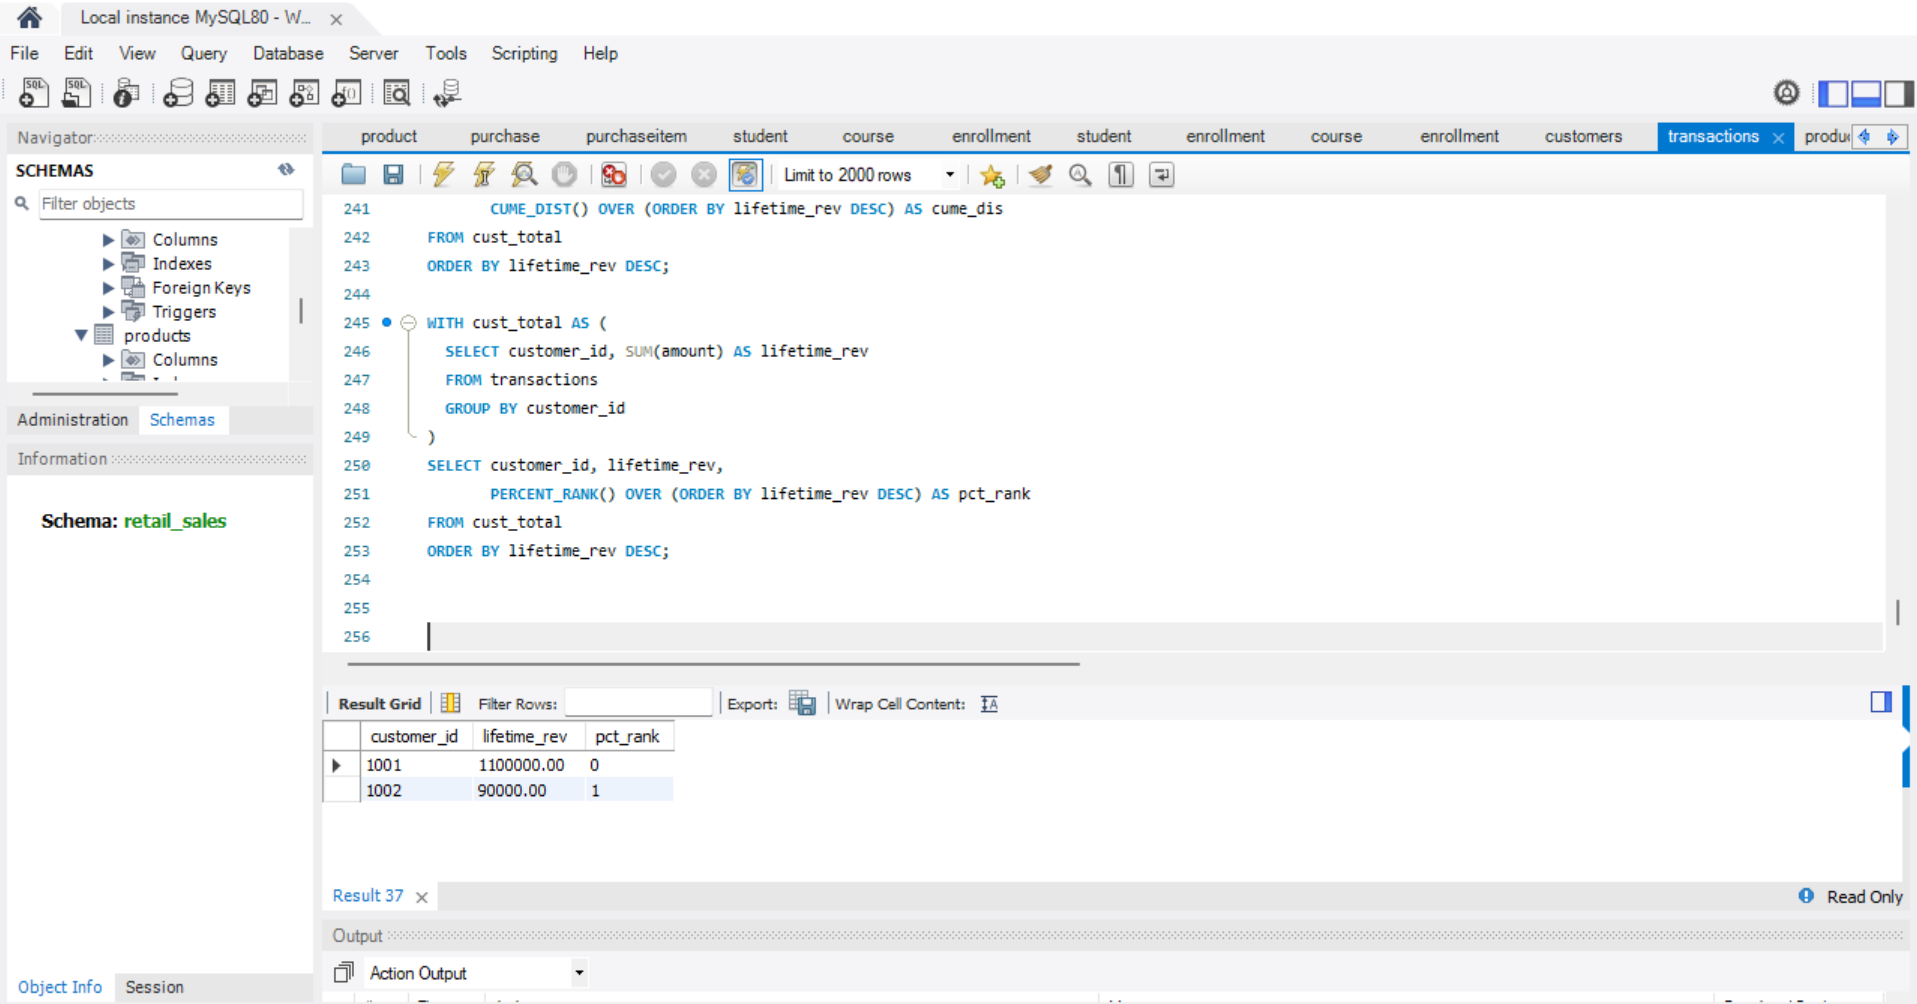 Local instance MySQL80 - W...
File Edit View Query Database Server Tools Scripting Help
Navigator
SCHEMAS
Filter objects
Columns
Indexes
Foreign Keys
Triggers
products
Columns
Administration Schemas
Information
Schema: retail_sales
Object Info Session
product purchase purchaseitem student course enrollment student enrollment course enrollment customers transactions
Limit to 2000 rows
241 CUME_DIST() OVER (ORDER BY lifetime_rev DESC) AS cume_dis
242 FROM cust_total
243 ORDER BY lifetime_rev DESC;
244
245 WITH cust_total AS (
246 SELECT customer_id, SUM(amount) AS lifetime_rev
247 FROM transactions
248 GROUP BY customer_id
249 )
250 SELECT customer_id, lifetime_rev,
251 PERCENT_RANK() OVER (ORDER BY lifetime_rev DESC) AS pct_rank
252 FROM cust_total
253 ORDER BY lifetime_rev DESC;
254
255
256
Result Grid Filter Rows: Export: Wrap Cell Content:
customer_id lifetime_rev pct_rank
1001 1100000.00 0
1002 90000.00 1
Result 37 Read Only
Output
Action Output